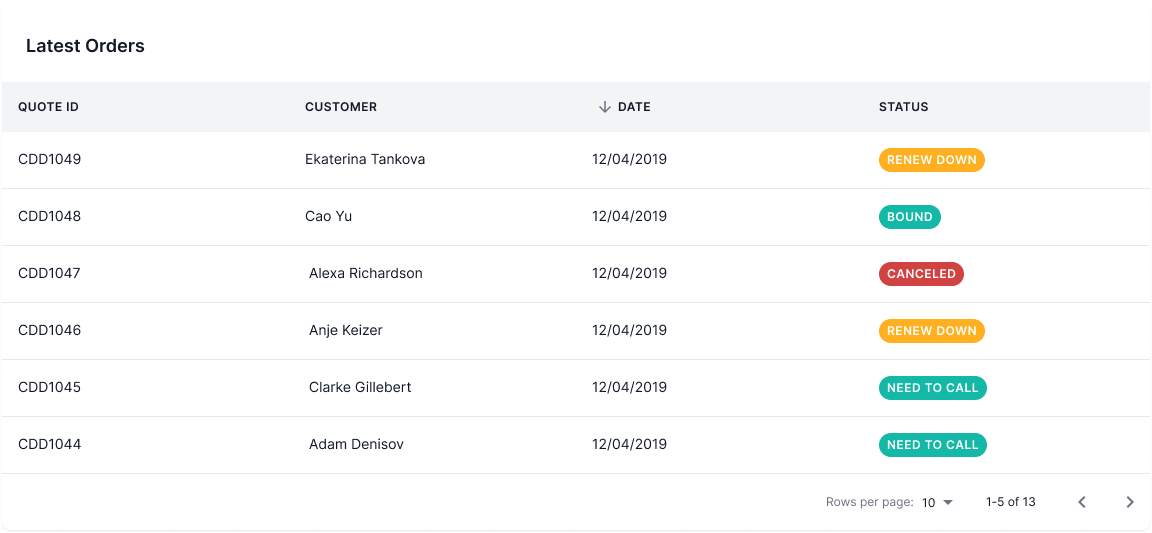 Latest Orders
QUOTE ID CUSTOMER DATE STATUS
CDD1049 Ekaterina Tankova 12/04/2019 RENEW DOWN
CDD1048 Cao Yu 12/04/2019 BOUND
CDD1047 Alexa Richardson 12/04/2019 CANCELED
CDD1046 Anje Keizer 12/04/2019 RENEW DOWN
CDD1045 Clarke Gillebert 12/04/2019 NEED TO CALL
CDD1044 Adam Denisov 12/04/2019 NEED TO CALL
Rows per page: 10 1-5 of 13